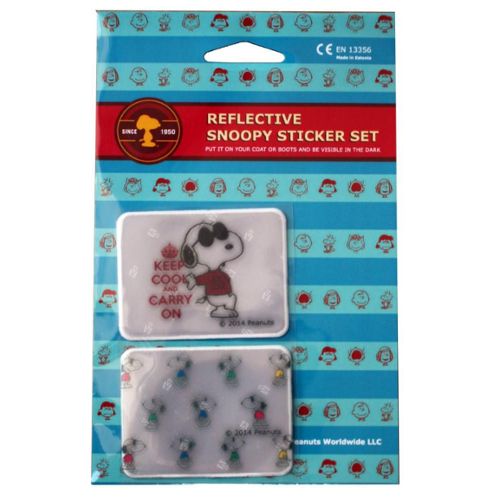 CE EN 13356
Made in Estonia
SINCE 1950
REFLECTIVE
SNOOPY STICKER SET
PUT IT ON YOUR COAT OR BOOTS AND BE VISIBLE IN THE DARK
KEEP
COOL
AND
CARRY
ON
© 2014 Peanuts
© 2014 Peanuts
Peanuts Worldwide LLC